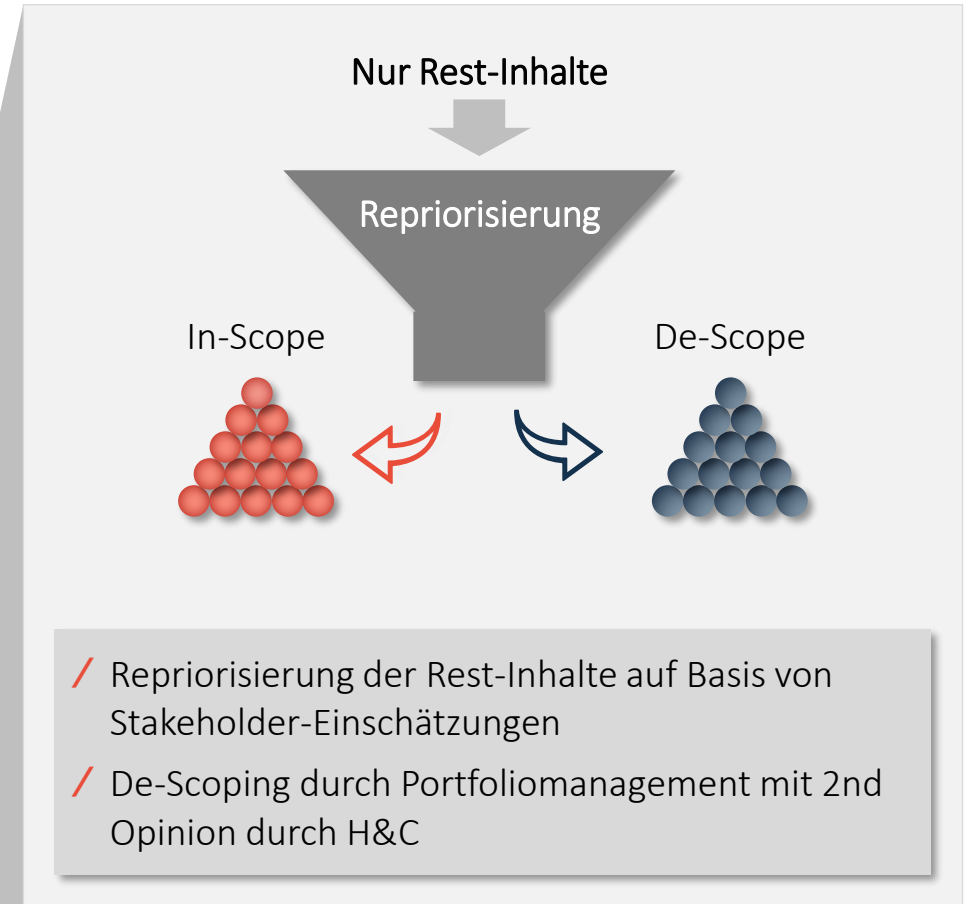 Nur Rest-Inhalte
Repriorisierung
In-Scope
De-Scope
/ Repriorisierung der Rest-Inhalte auf Basis von
Stakeholder-Einschätzungen
/ De-Scoping durch Portfoliomanagement mit 2nd
Opinion durch H&C